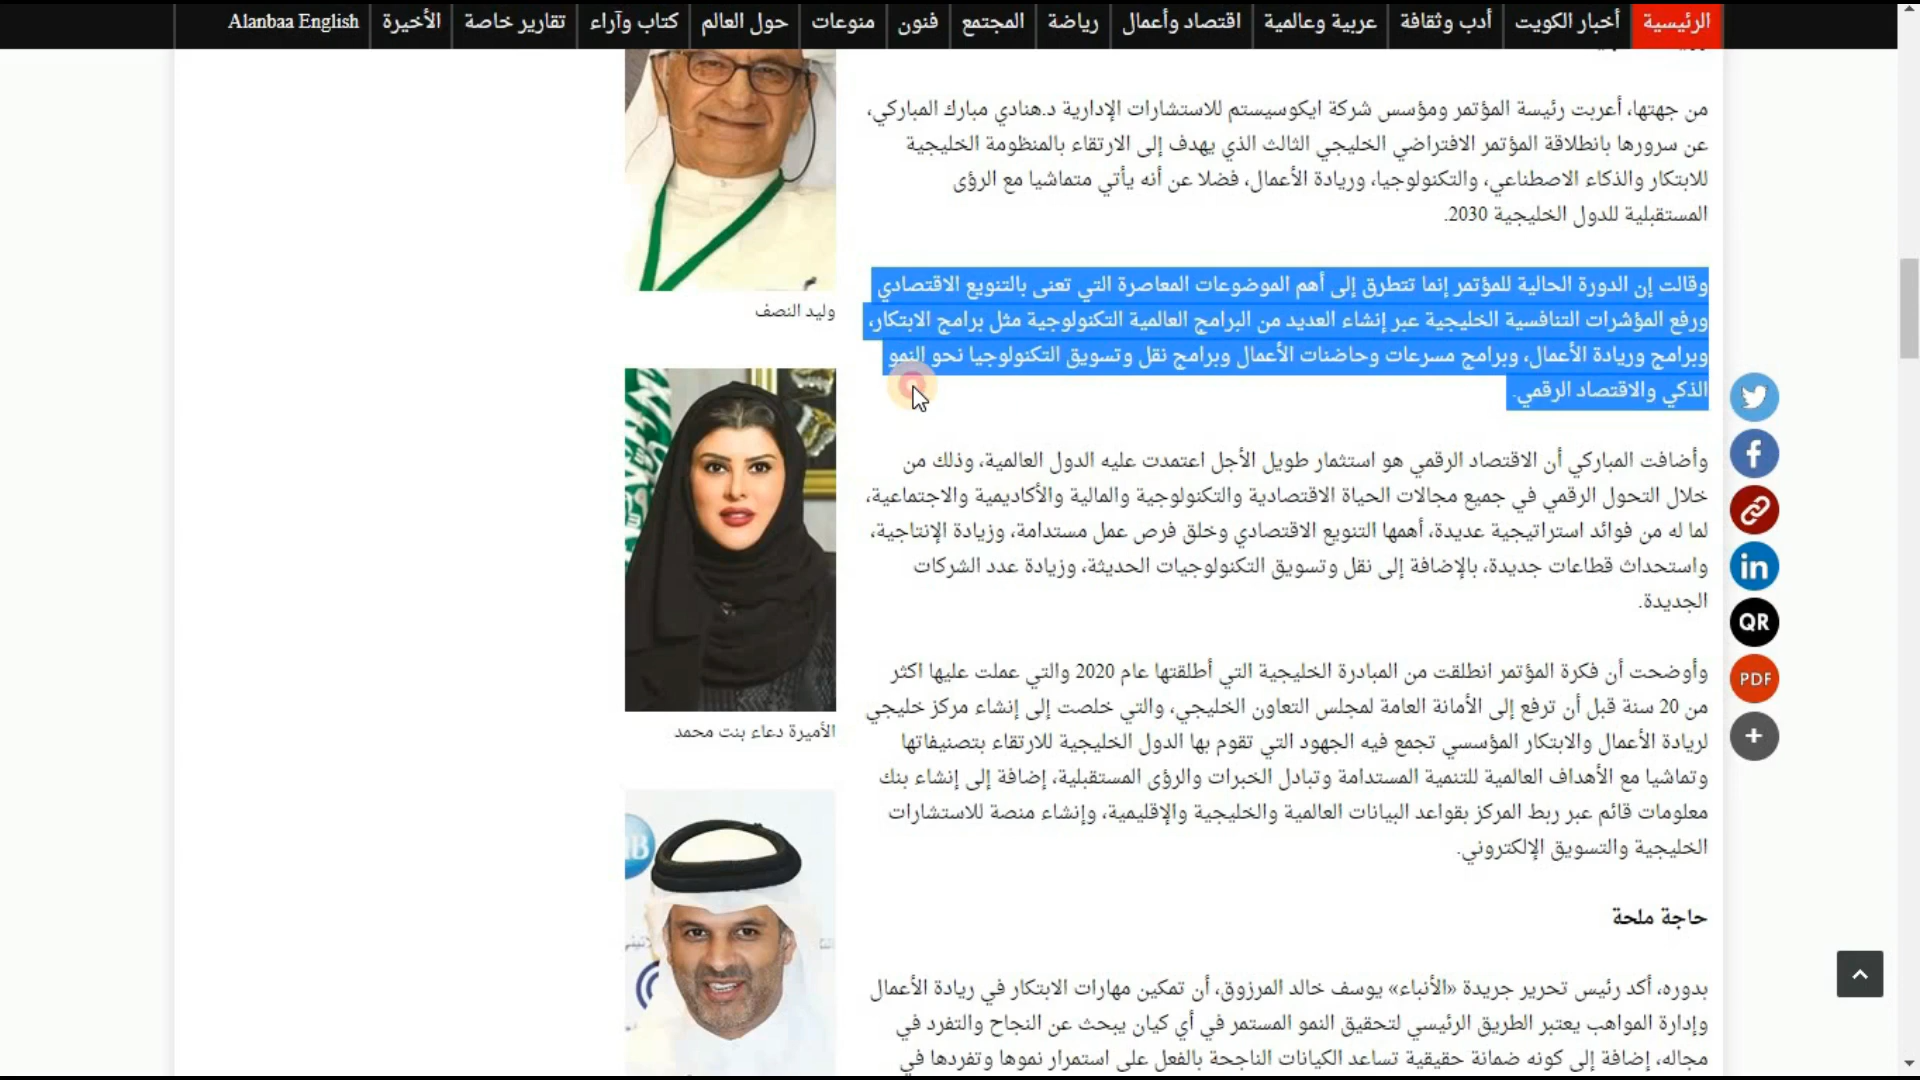 الرئيسية
أخبار الكويت
أدب وثقافة
عربية وعالمية
اقتصاد وأعمال
رياضة
المجتمع
فنون
منوعات
حول العالم
كتاب وآراء
تقارير خاصة
الأخيرة
Alanbaa English
من جهتها، أعربت رئيسة المؤتمر ومؤسس شركة ايكوسيستم للاستشارات الإدارية د.هنادي مبارك المباركي،
عن سرورها بانطلاقة المؤتمر الافتراضي الخليجي الثالث الذي يهدف إلى الارتقاء بالمنظومة الخليجية
للابتكار والذكاء الاصطناعي، والتكنولوجيا، وريادة الأعمال، فضلا عن أنه يأتي متماشيا مع الرؤى
المستقبلية للدول الخليجية 2030.
وقالت إن الدورة الحالية للمؤتمر إنما تتطرق إلى أهم الموضوعات المعاصرة التي تعنى بالتنويع الاقتصادي
ورفع المؤشرات التنافسية الخليجية عبر إنشاء العديد من البرامج العالمية التكنولوجية مثل برامج الابتكار،
وبرامج وريادة الأعمال، وبرامج مسرعات وحاضنات الأعمال وبرامج نقل وتسويق التكنولوجيا نحو النمو
الذكي والاقتصاد الرقمي.
وأضافت المباركي أن الاقتصاد الرقمي هو استثمار طويل الأجل اعتمدت عليه الدول العالمية، وذلك من
خلال التحول الرقمي في جميع مجالات الحياة الاقتصادية والتكنولوجية والمالية والأكاديمية والاجتماعية،
لما له من فوائد استراتيجية عديدة، أهمها التنويع الاقتصادي وخلق فرص عمل مستدامة، وزيادة الإنتاجية،
واستحداث قطاعات جديدة، بالإضافة إلى نقل وتسويق التكنولوجيات الحديثة، وزيادة عدد الشركات
الجديدة.
وأوضحت أن فكرة المؤتمر انطلقت من المبادرة الخليجية التي أطلقتها عام 2020 والتي عملت عليها اكثر
من 20 سنة قبل أن ترفع إلى الأمانة العامة لمجلس التعاون الخليجي، والتي خلصت إلى إنشاء مركز خليجي
لريادة الأعمال والابتكار المؤسسي تجمع فيه الجهود التي تقوم بها الدول الخليجية للارتقاء بتصنيفاتها
وتماشيا مع الأهداف العالمية للتنمية المستدامة وتبادل الخبرات والرؤى المستقبلية، إضافة إلى إنشاء بنك
معلومات قائم عبر ربط المركز بقواعد البيانات العالمية والخليجية والإقليمية، وإنشاء منصة للاستشارات
الخليجية والتسويق الإلكتروني.
حاجة ملحة
بدوره، أكد رئيس تحرير جريدة «الأنباء» يوسف خالد المرزوق، أن تمكين مهارات الابتكار في ريادة الأعمال
وإدارة المواهب يعتبر الطريق الرئيسي لتحقيق النمو المستمر في أي كيان يبحث عن النجاح والتفرد في
مجاله، إضافة إلى كونه ضمانة حقيقية تساعد الكيانات الناجحة بالفعل على استمرار نموها وتفردها في
وليد النصف
الأميرة دعاء بنت محمد
QR
PDF